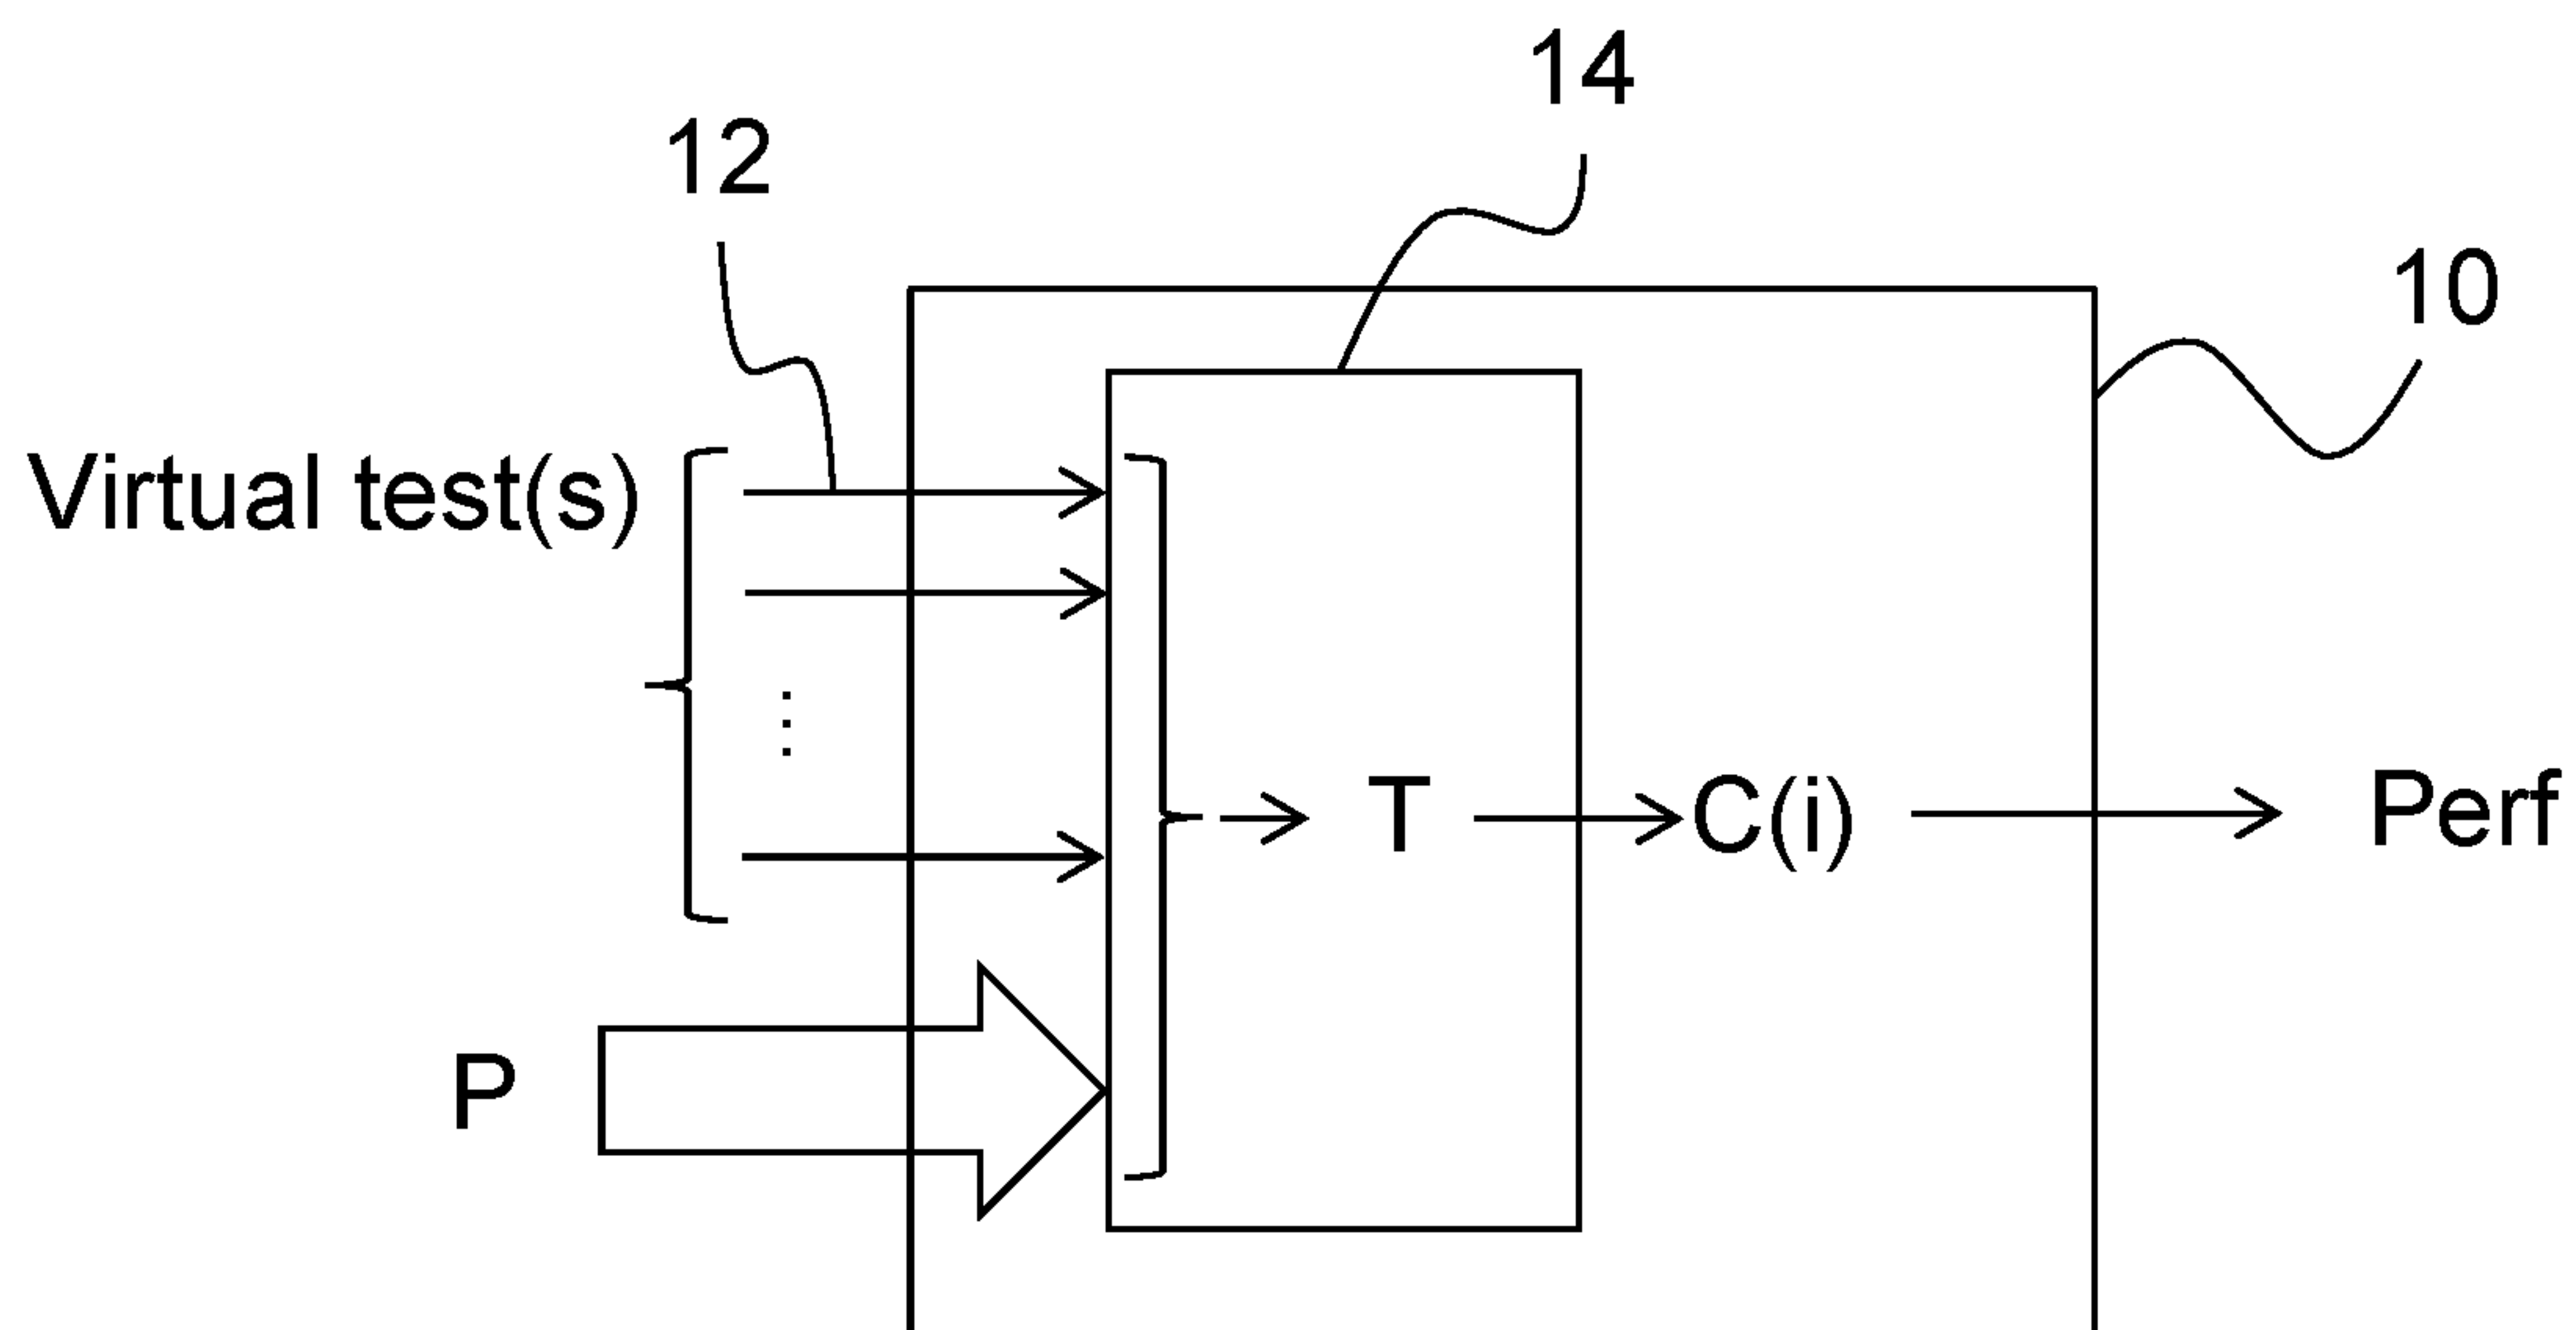 14
12
10
Virtual test(s)
⋮
T
C(i)
Perf
P